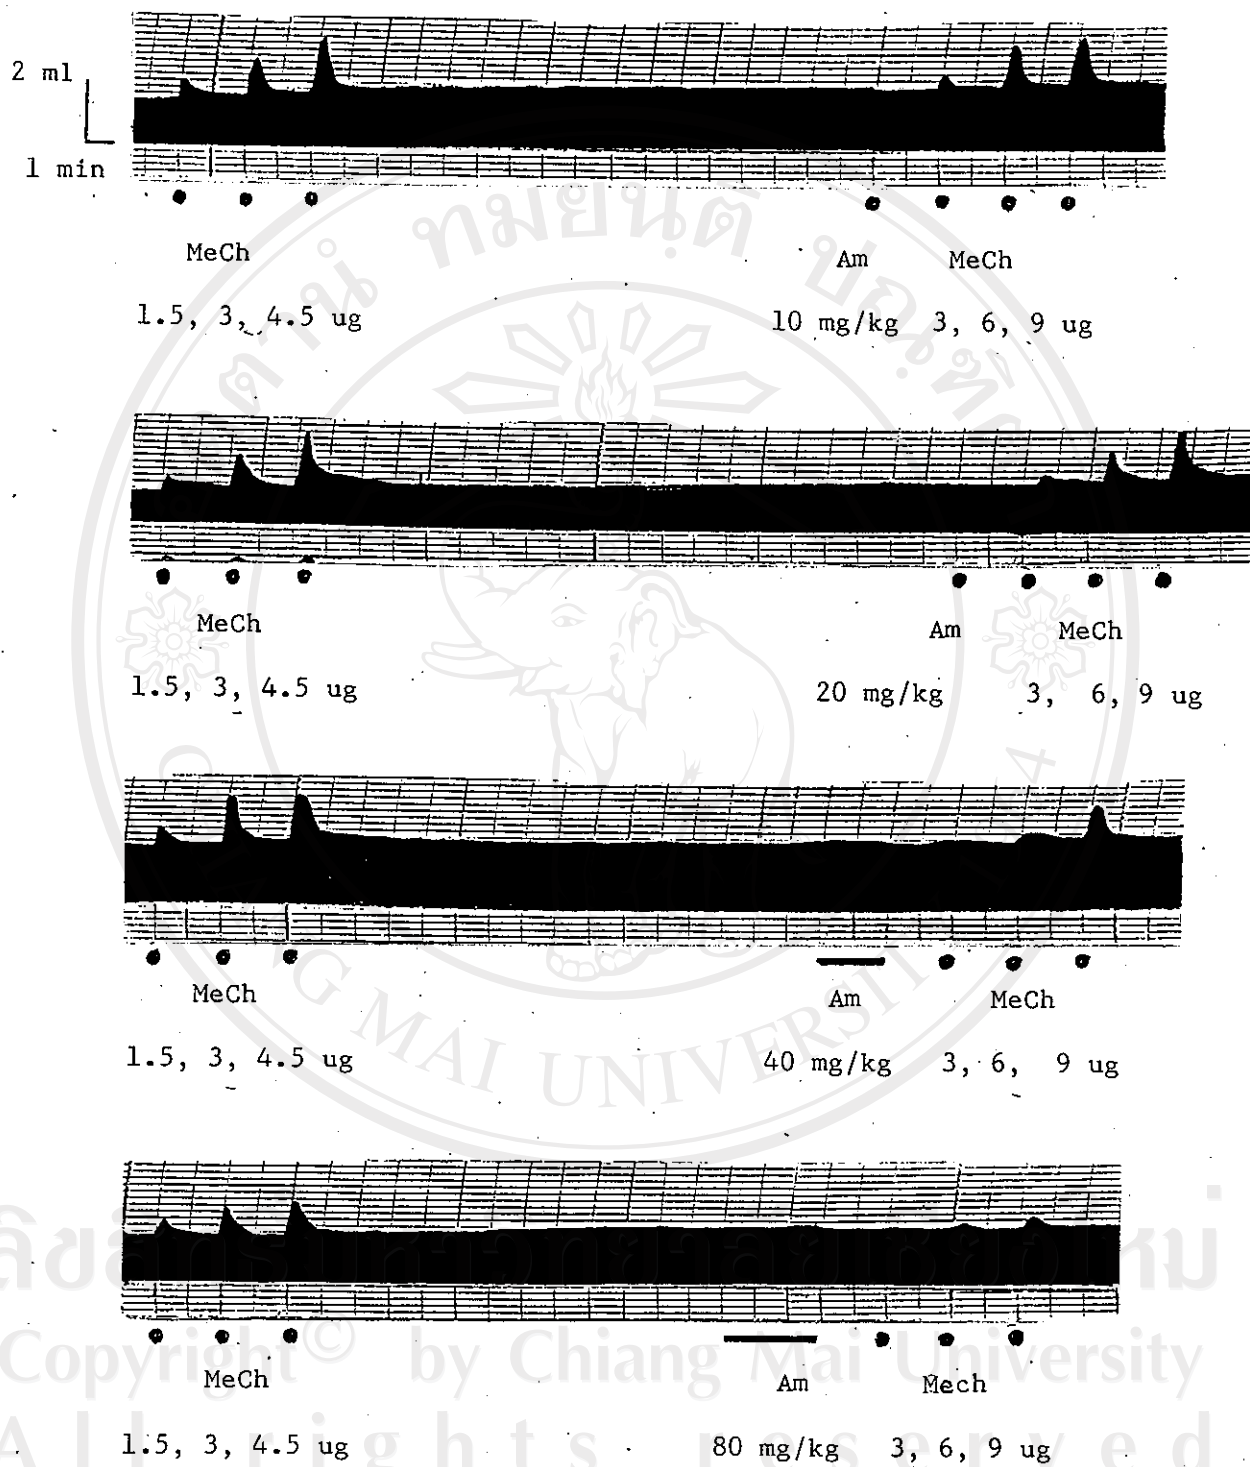 2 ml
1 min
MeCh Am MeCh
1.5, 3, 4.5 ug 10 mg/kg 3, 6, 9 ug
MeCh Am MeCh
1.5, 3, 4.5 ug 20 mg/kg 3, 6, 9 ug
MeCh Am MeCh
1.5, 3, 4.5 ug 40 mg/kg 3, 6, 9 ug
MeCh Am Mech
1.5, 3, 4.5 ug 80 mg/kg 3, 6, 9 ug
CHIANG MAI UNIVERSITY 1964
Copyright© by Chiang Mai University
All rights reserved